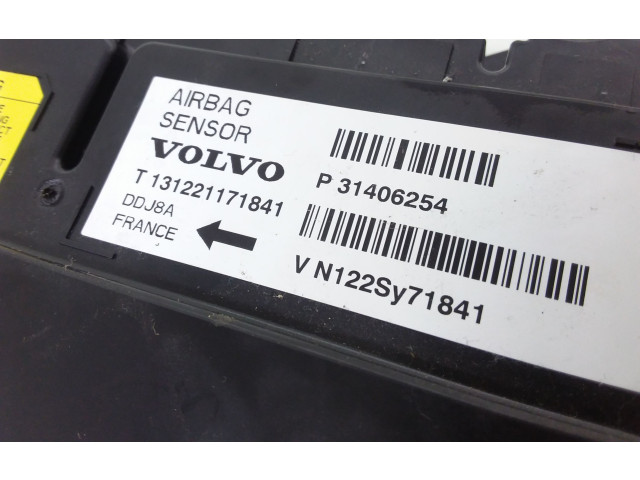 AIRBAG
SENSOR
VOLVO
T 131221171841
DDJ8A
FRANCE
P 31406254
V N122Sy71841